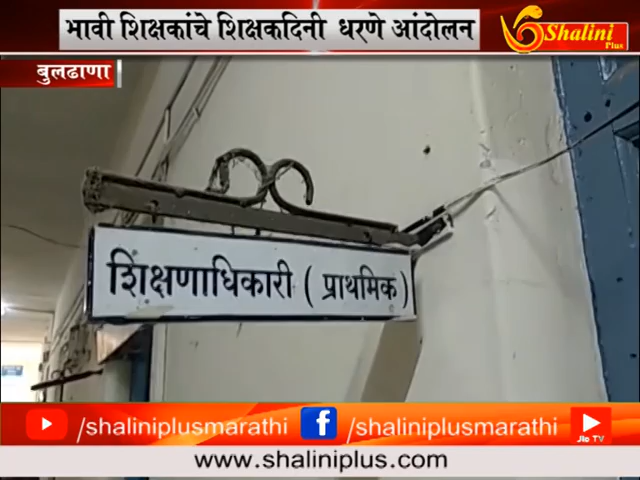 भावी शिक्षकांचे शिक्षकदिनी धरणे आंदोलन
Shalini
Plus
बुलढाणा
शिक्षणाधिकारी ( प्राथमिक )
/shaliniplusmarathi
/shaliniplusmarathi
Jio TV
www.shaliniplus.com